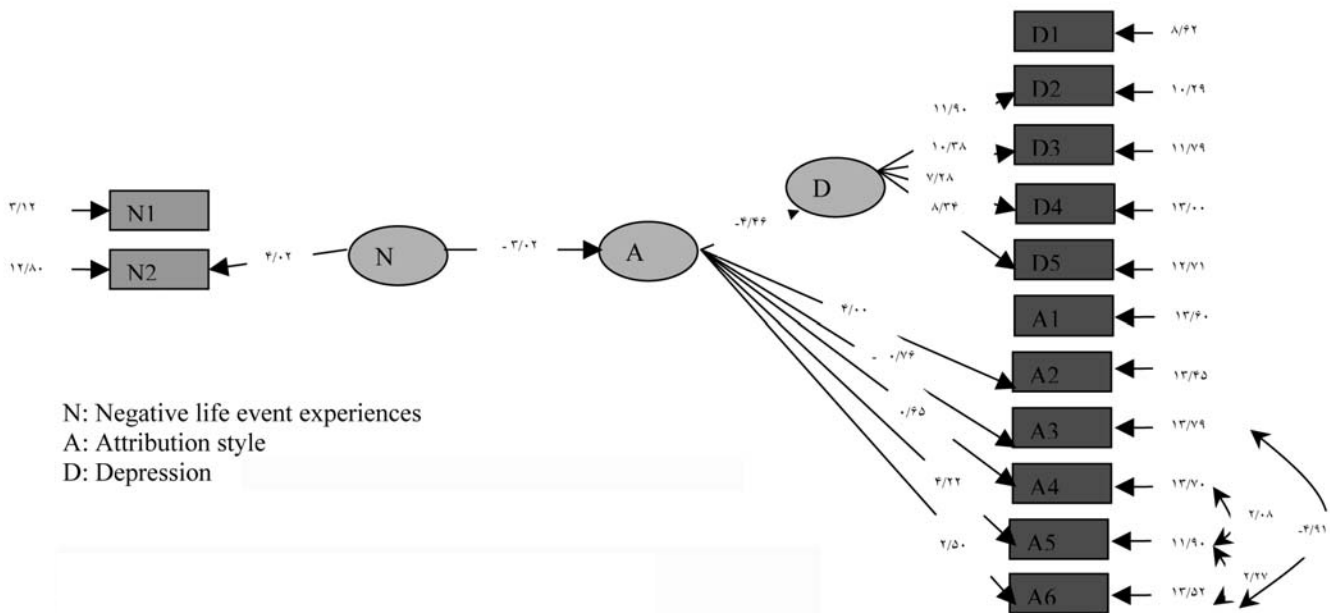 D1
۸/۶۲
D2
۱۰/۲۹
۱۱/۹۰
D3
۱۱/۷۹
۱۰/۳۸
۷/۲۸
D
۸/۳۴
D4
۱۳/۰۰
۳/۱۲
N1
-۴/۴۶
N2
۱۲/۸۰
۴/۰۲
N
- ۳/۰۲
A
D5
۱۲/۷۱
A1
۱۳/۶۰
۴/۰۰
- ۰/۷۶
A2
۱۳/۴۵
۰/۶۵
A3
۱۳/۷۹
N: Negative life event experiences
A: Attribution style
D: Depression
۴/۲۲
A4
۱۳/۷۰
۲/۰۸
-۴/۹۱
۲/۵۰
A5
۱۱/۹۰
۲/۲۷
A6
۱۳/۵۲